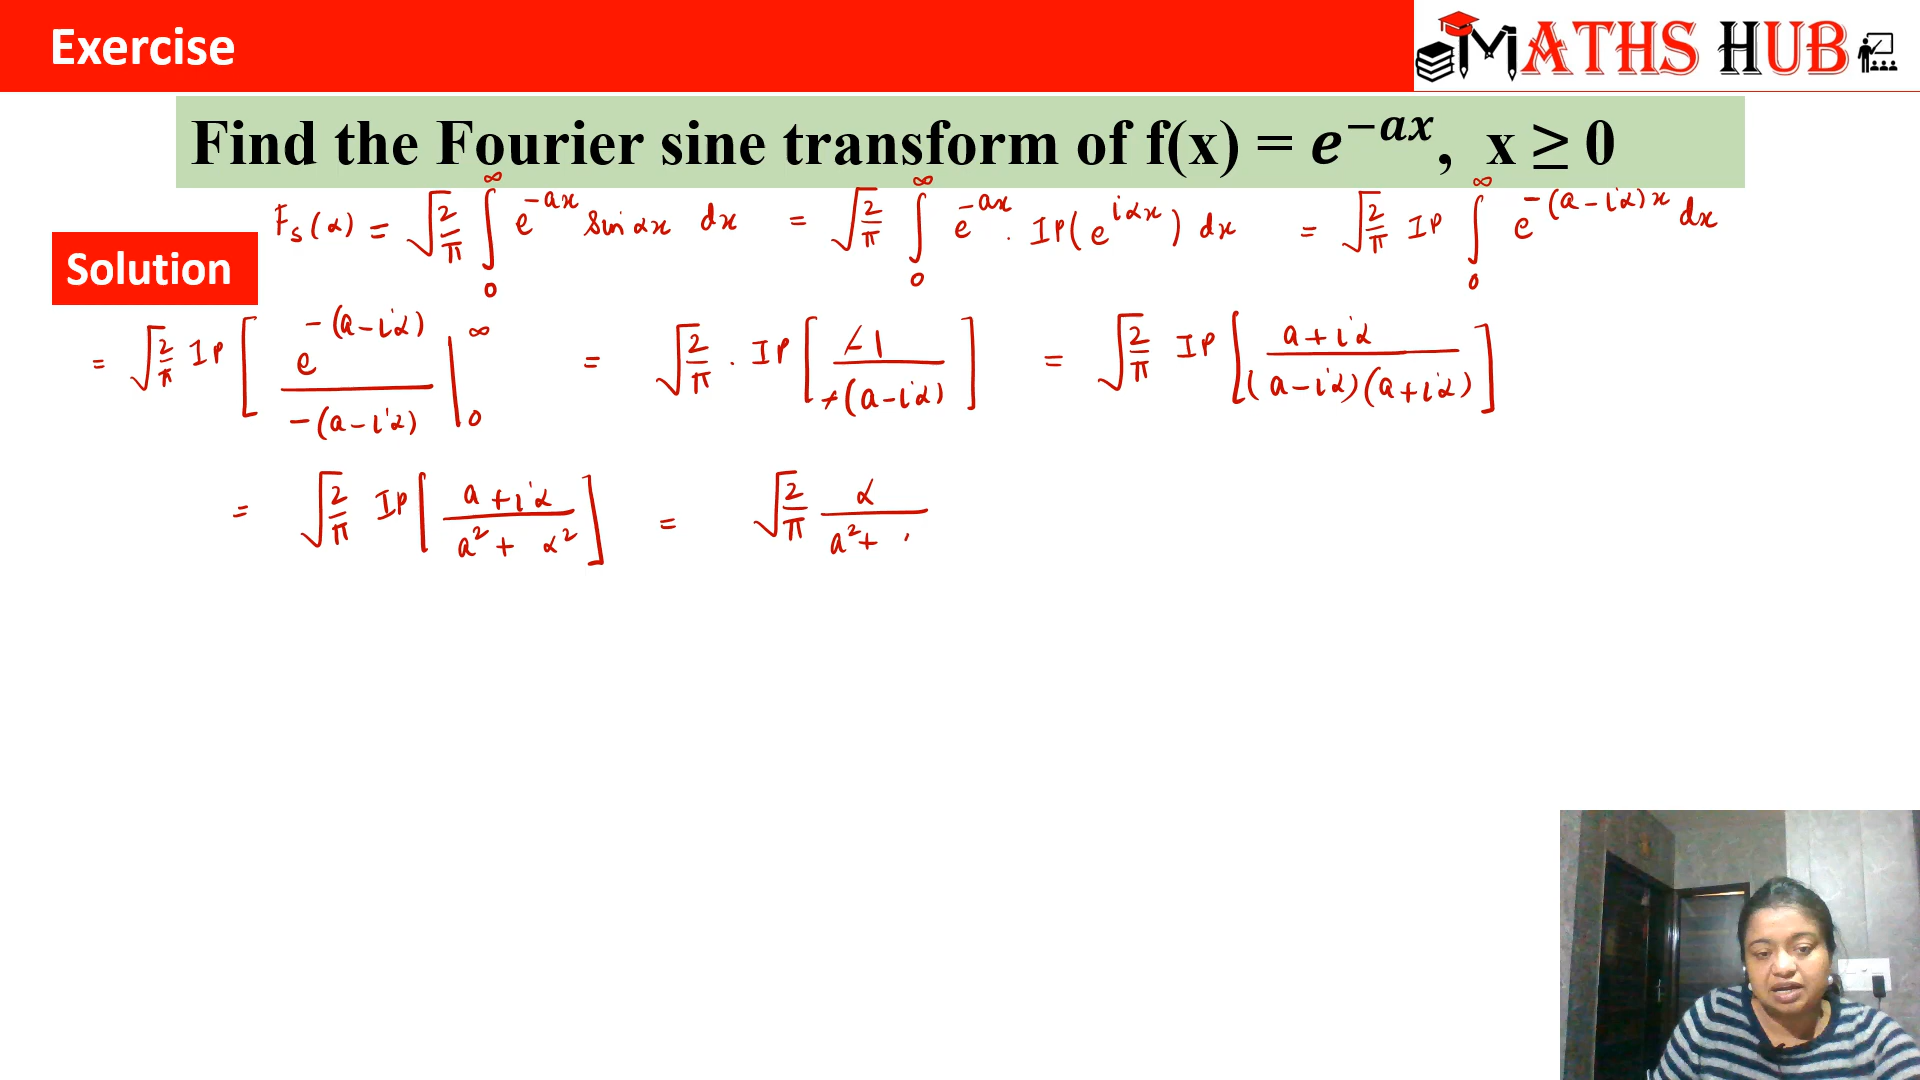 Exercise
MATHS HUB
Find the Fourier sine transform of f(x) = e^{-ax}, x ≥ 0
F_s(α) = √(2/π) ∫_0^∞ e^{-ax} sin αx dx = √(2/π) ∫_0^∞ e^{-ax} . IP(e^{iαx}) dx = √(2/π) IP ∫_0^∞ e^{-(a-iα)x} dx
Solution
= √(2/π) IP [ e^{-(a-iα)} / -(a-iα) |_0^∞ = √(2/π) . IP [ -1 / -(a-iα) ] = √(2/π) IP [ a+iα / (a-iα)(a+iα) ]
= √(2/π) IP [ a+iα / a²+ α² ] = √(2/π) α / a²+